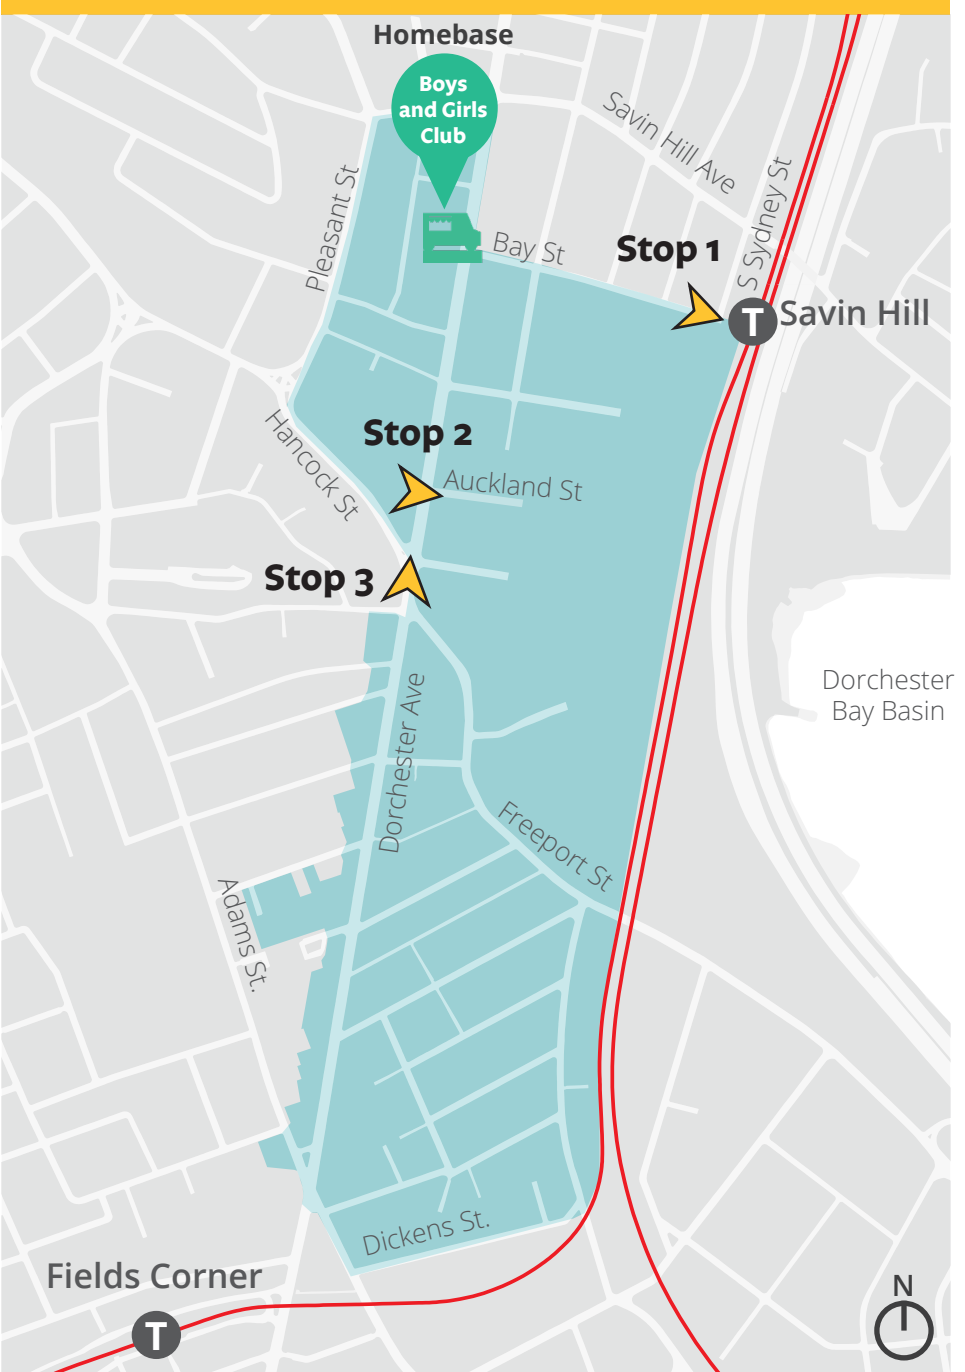 Homebase
Boys
and Girls
Club
Savin Hill Ave
Pleasant St
S Sydney St
Bay St
Stop 1
T
Savin Hill
Hancock St
Stop 2
Auckland St
Stop 3
Dorchester
Bay Basin
Dorchester Ave
Freeport St
Adams St.
Dickens St.
Fields Corner
T
N